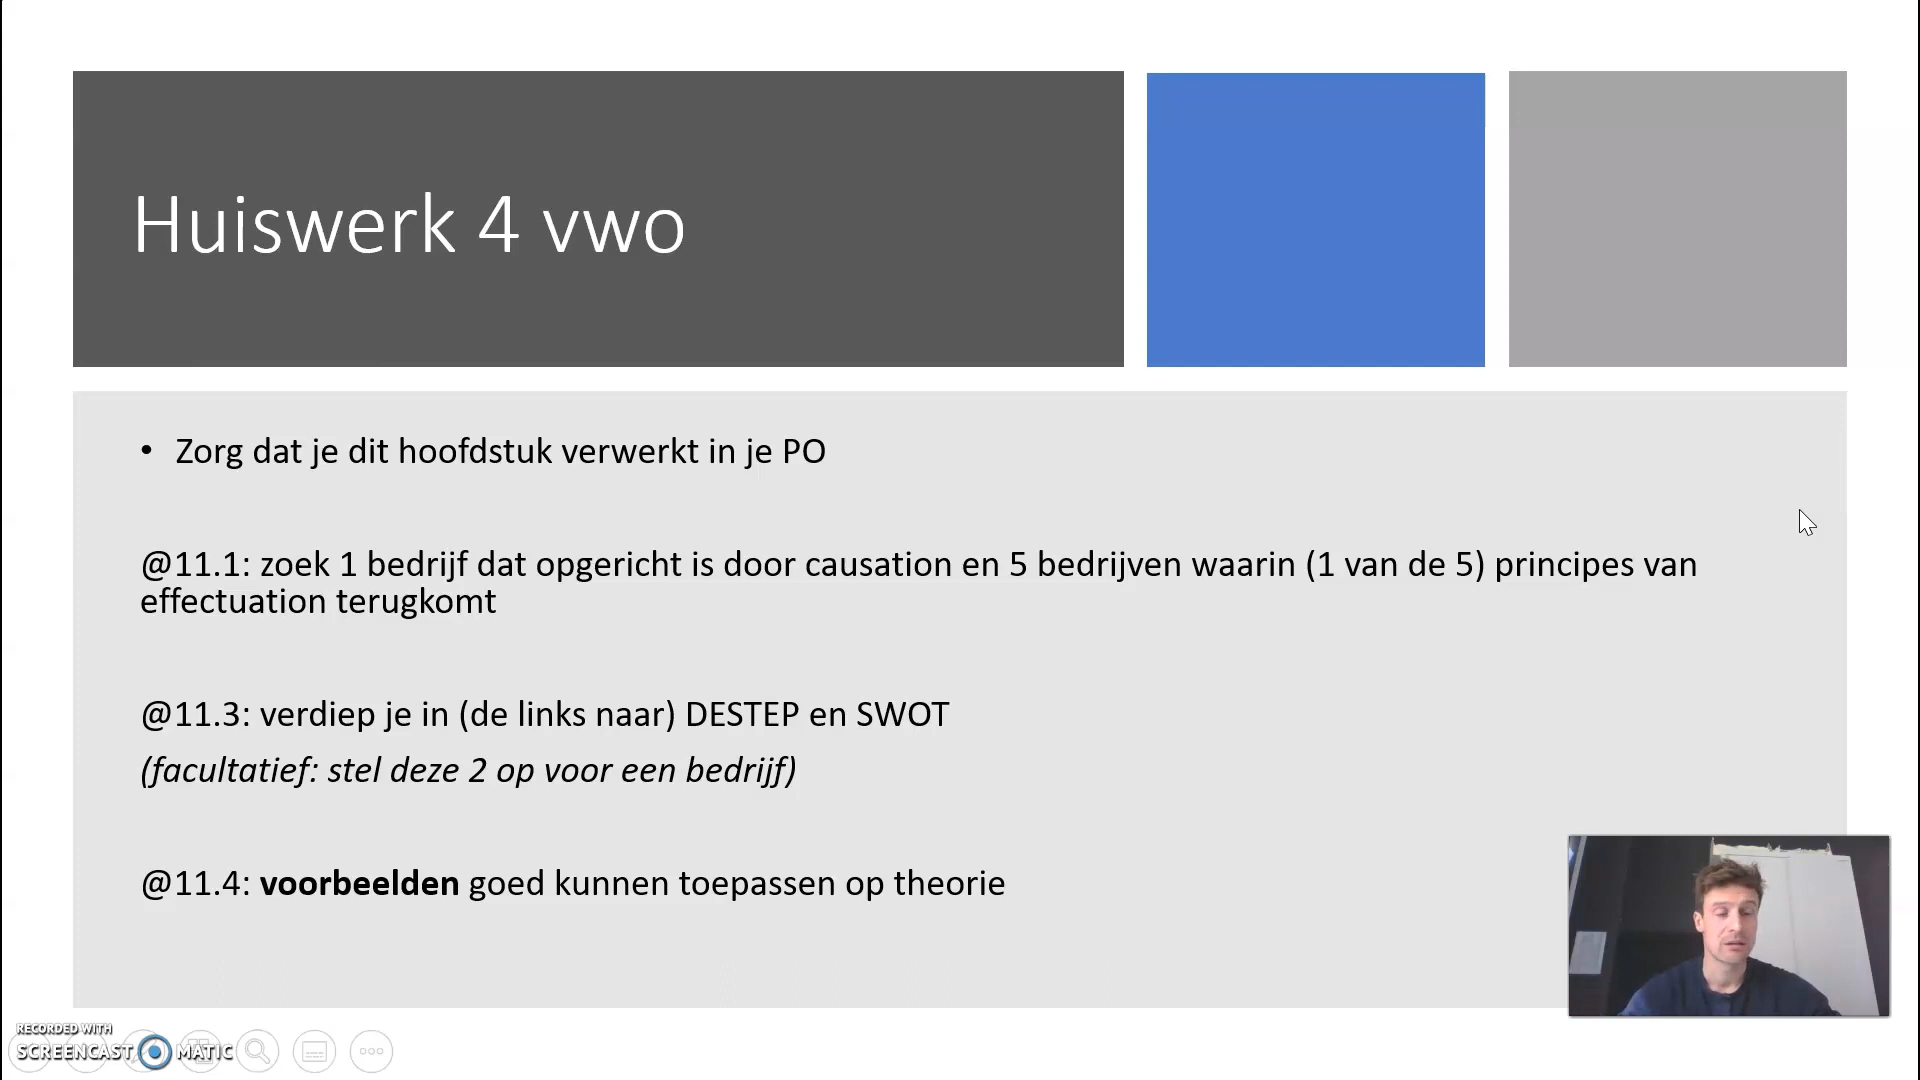 Huiswerk 4 vwo
• Zorg dat je dit hoofdstuk verwerkt in je PO
@11.1: zoek 1 bedrijf dat opgericht is door causation en 5 bedrijven waarin (1 van de 5) principes van
effectuation terugkomt
@11.3: verdiep je in (de links naar) DESTEP en SWOT
(facultatief: stel deze 2 op voor een bedrijf)
@11.4: voorbeelden goed kunnen toepassen op theorie
RECORDED WITH
SCREENCAST MATIC